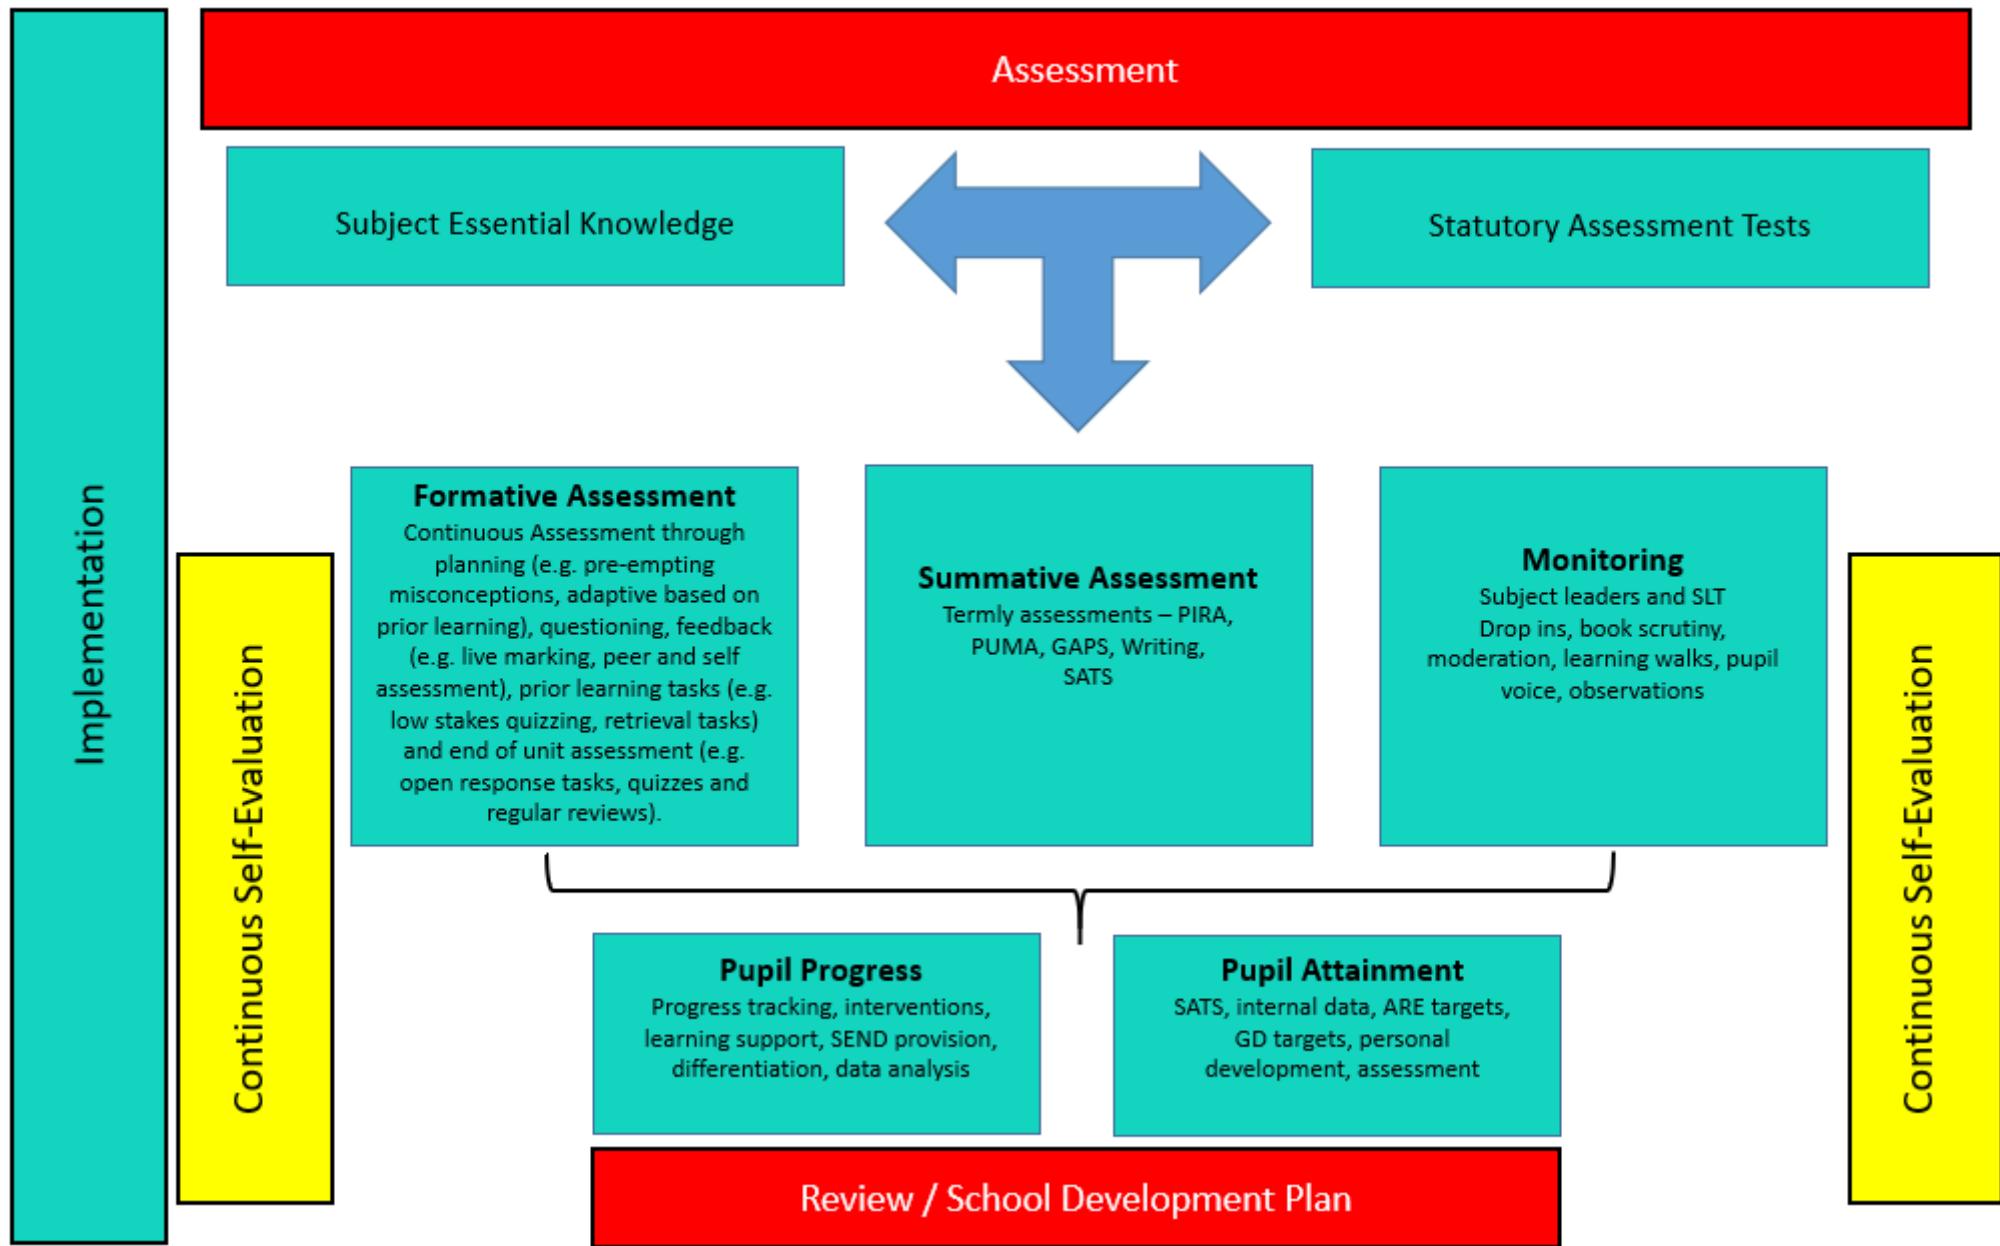 Assessment
Subject Essential Knowledge
Statutory Assessment Tests
Implementation
Continuous Self-Evaluation
Formative Assessment
Continuous Assessment through
planning (e.g. pre-empting
misconceptions, adaptive based on
prior learning), questioning, feedback
(e.g. live marking, peer and self
assessment), prior learning tasks (e.g.
low stakes quizzing, retrieval tasks)
and end of unit assessment (e.g.
open response tasks, quizzes and
regular reviews).
Summative Assessment
Termly assessments – PIRA,
PUMA, GAPS, Writing,
SATS
Monitoring
Subject leaders and SLT
Drop ins, book scrutiny,
moderation, learning walks, pupil
voice, observations
Continuous Self-Evaluation
Pupil Progress
Progress tracking, interventions,
learning support, SEND provision,
differentiation, data analysis
Pupil Attainment
SATS, internal data, ARE targets,
GD targets, personal
development, assessment
Review / School Development Plan